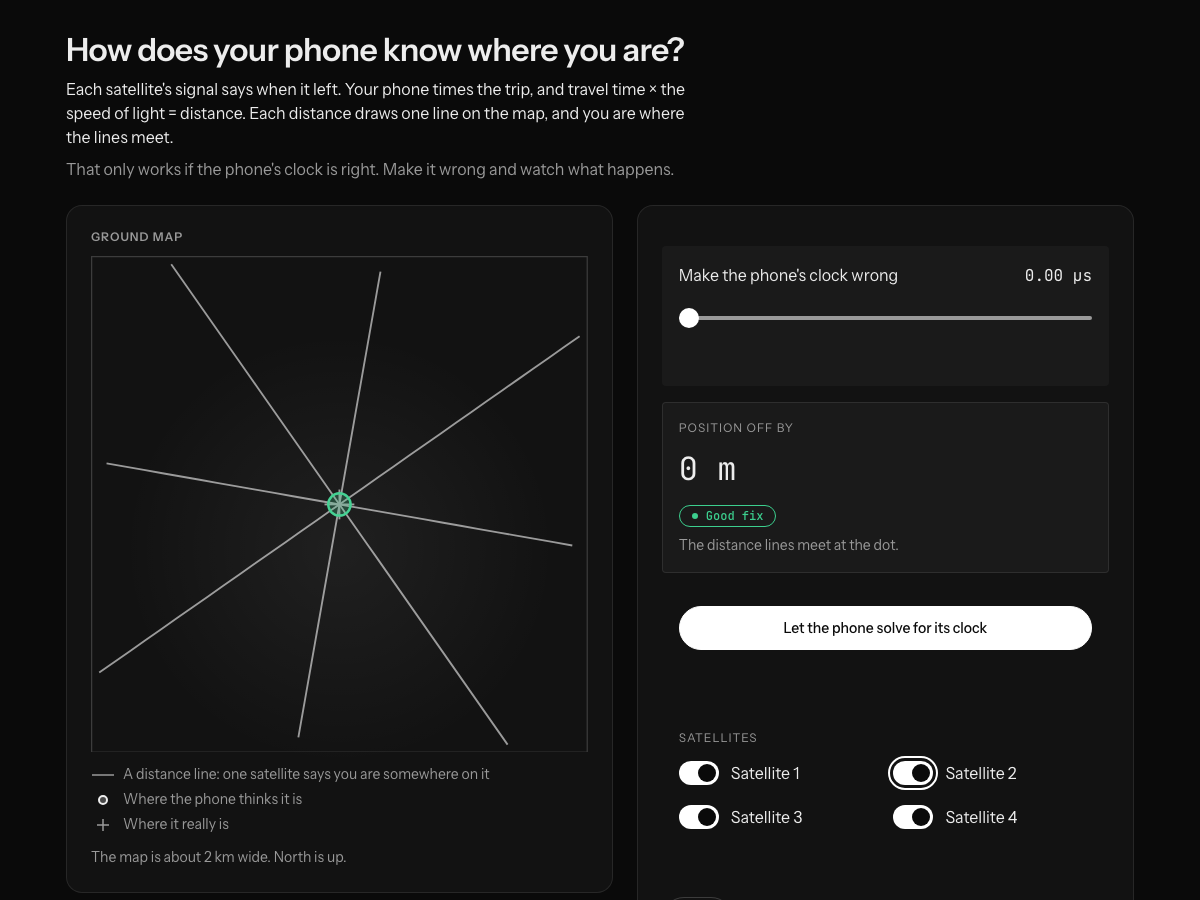 How does your phone know where you are?
Each satellite's signal says when it left. Your phone times the trip, and travel time × the
speed of light = distance. Each distance draws one line on the map, and you are where
the lines meet.
That only works if the phone's clock is right. Make it wrong and watch what happens.
GROUND MAP
A distance line: one satellite says you are somewhere on it
Where the phone thinks it is
Where it really is
The map is about 2 km wide. North is up.
Make the phone's clock wrong
0.00 µs
POSITION OFF BY
0 m
Good fix
The distance lines meet at the dot.
Let the phone solve for its clock
SATELLITES
Satellite 1
Satellite 2
Satellite 3
Satellite 4